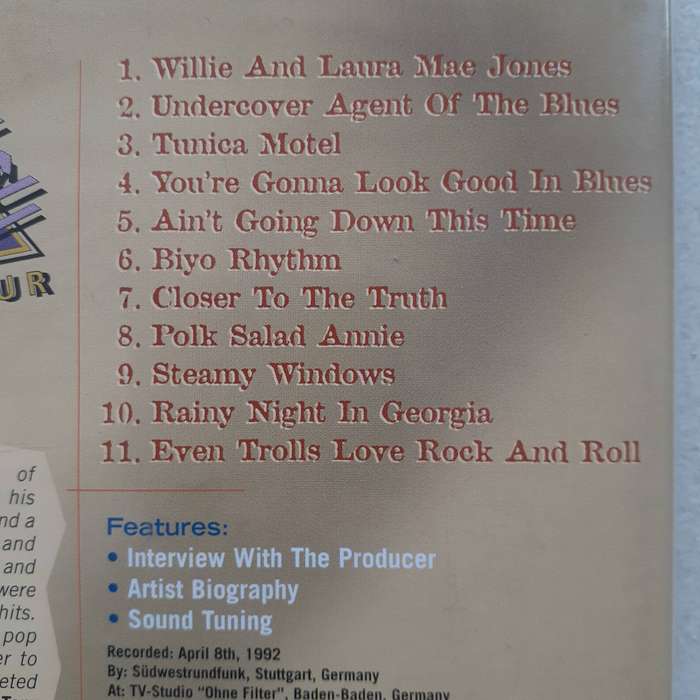 1. Willie And Laura Mae Jones
2. Undercover Agent Of The Blues
3. Tunica Motel
4. You're Gonna Look Good In Blues
5. Ain't Going Down This Time
6. Biyo Rhythm
7. Closer To The Truth
8. Polk Salad Annie
9. Steamy Windows
10. Rainy Night In Georgia
11. Even Trolls Love Rock And Roll
UR
of
his
nd a
and
and
were
hits.
pop
er to
eted
Features:
• Interview With The Producer
• Artist Biography
• Sound Tuning
Recorded: April 8th, 1992
By: Südwestrundfunk, Stuttgart, Germany
At: TV-Studio "Ohne Filter", Baden-Baden, Germany